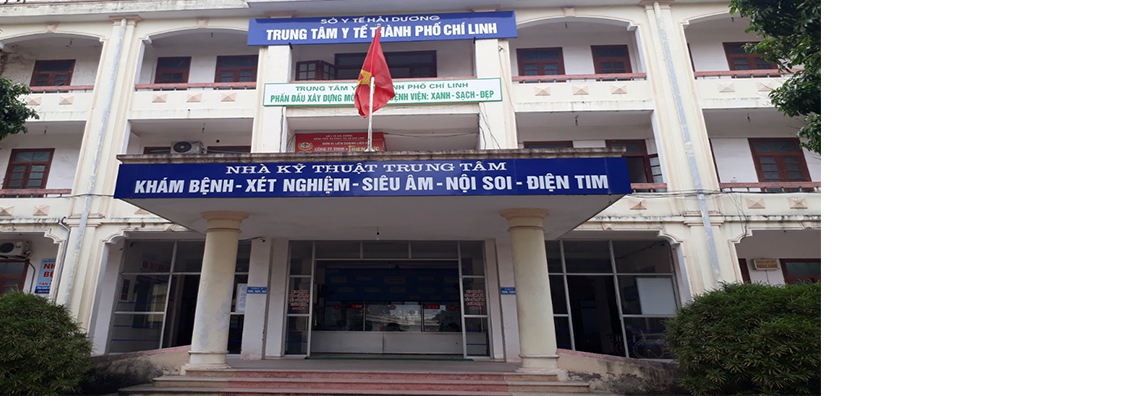 SỞ Y TẾ HẢI DƯƠNG
TRUNG TÂM Y TẾ THÀNH PHỐ CHÍ LINH
TRUNG TÂM Y THÀNH PHỐ CHÍ LINH
PHẤN ĐẤU XÂY DỰNG BỆNH VIỆN: XANH - SẠCH - ĐẸP
NHÀ KỸ THUẬT TRUNG TÂM
KHÁM BỆNH - XÉT NGHIỆM - SIÊU ÂM - NỘI SOI - ĐIỆN TIM